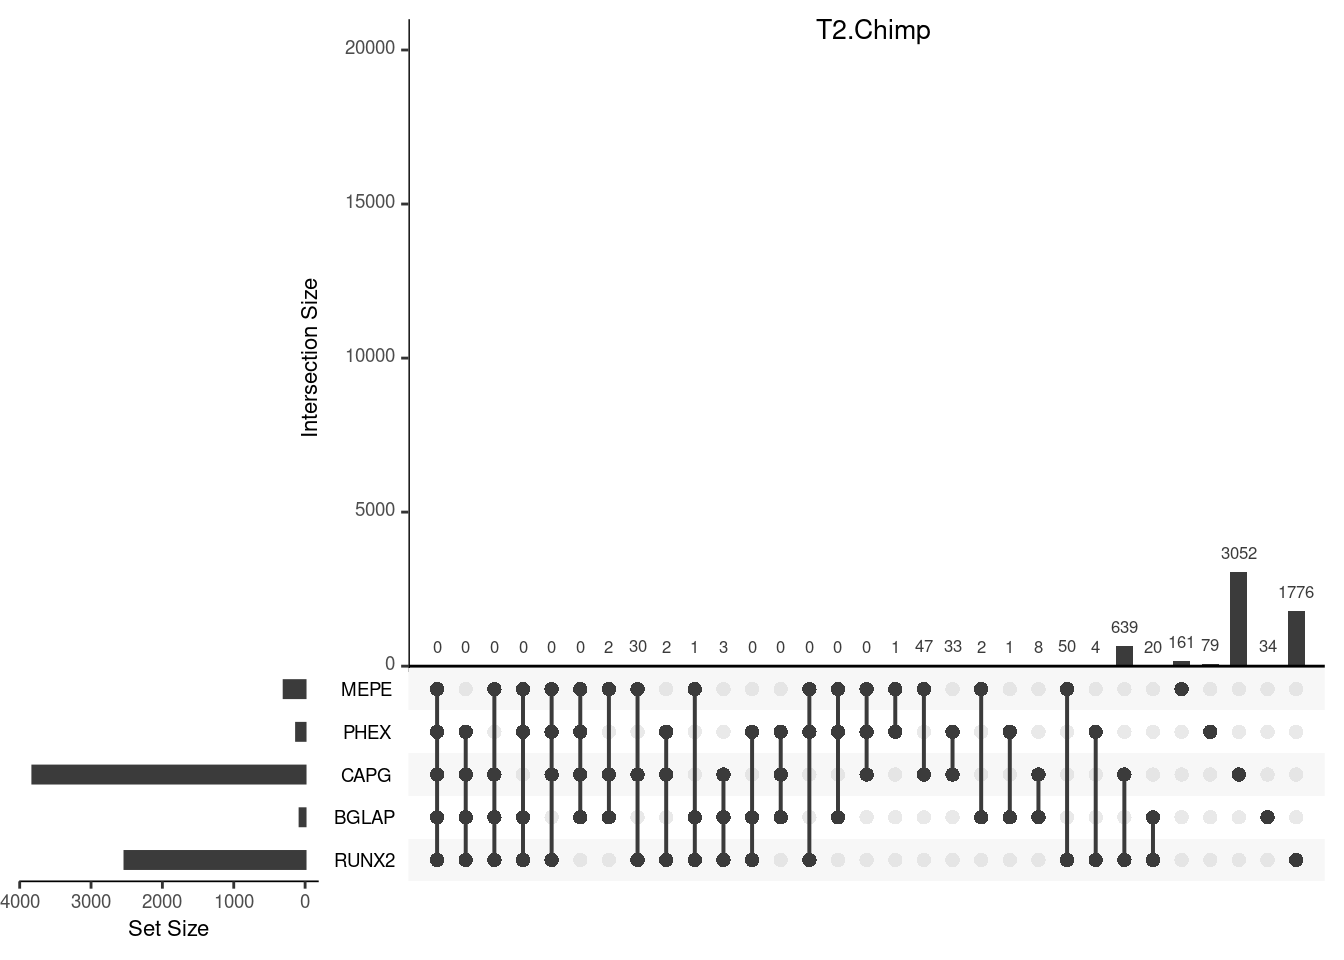 T2.Chimp
20000
15000
10000
5000
0
Intersection Size
0 0 0 0 0 0 2 30 2 1 3 0 0 0 0 0 1 47 33 2 1 8 50 4 639 20 161 79 3052 34 1776
MEPE
PHEX
CAPG
BGLAP
RUNX2
4000 3000 2000 1000 0
Set Size